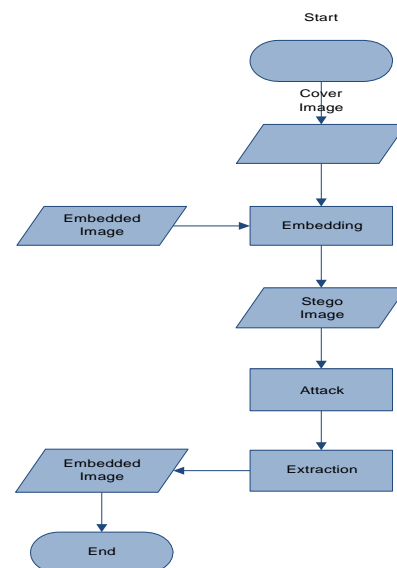 Start
Cover
Image
Embedded
Image
Embedding
Stego
Image
Attack
Embedded
Image
Extraction
End